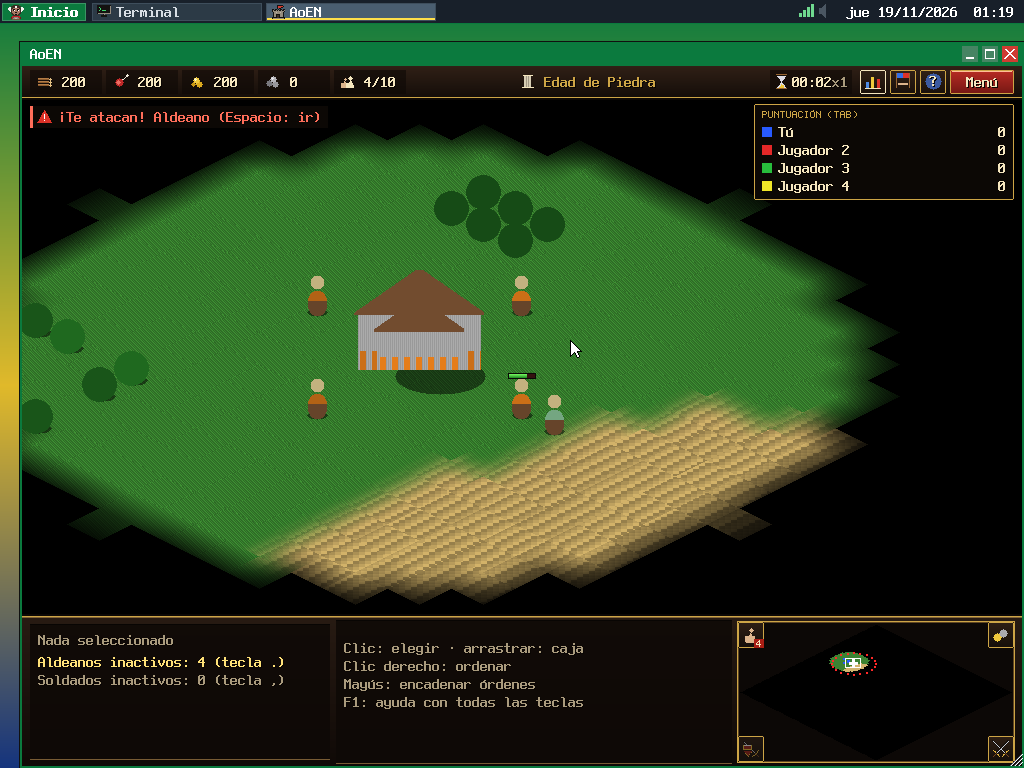 Inicio
Terminal
AoEN
jue 19/11/2026 01:19
AoEN
200
200
200
0
4/10
Edad de Piedra
00:02x1
?
Menú
¡Te atacan! Aldeano (Espacio: ir)
PUNTUACIÓN (TAB)
Tú 0
Jugador 2 0
Jugador 3 0
Jugador 4 0
Nada seleccionado
Aldeanos inactivos: 4 (tecla .)
Soldados inactivos: 0 (tecla ,)
Clic: elegir · arrastrar: caja
Clic derecho: ordenar
Mayús: encadenar órdenes
F1: ayuda con todas las teclas
4